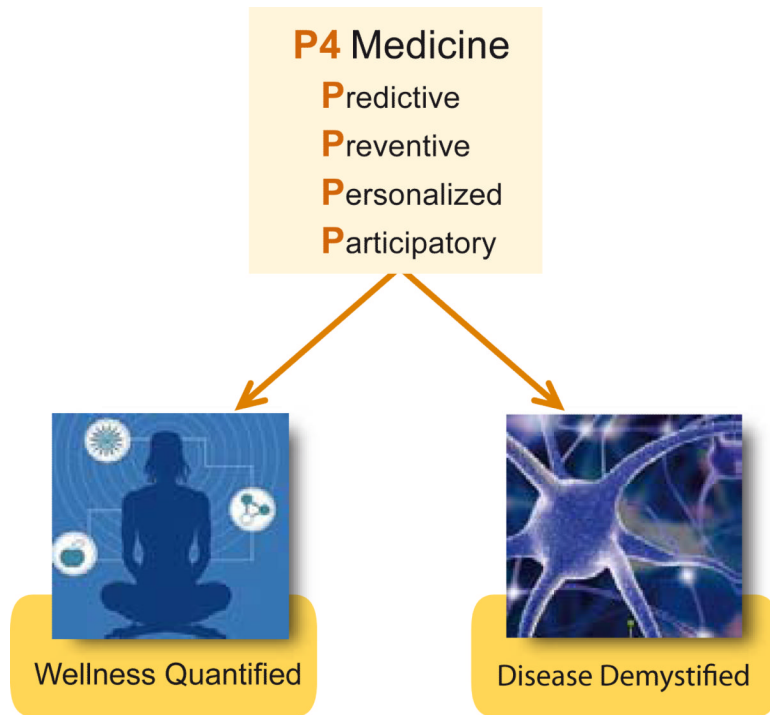 P4 Medicine
Predictive
Preventive
Personalized
Participatory
Wellness Quantified
Disease Demystified